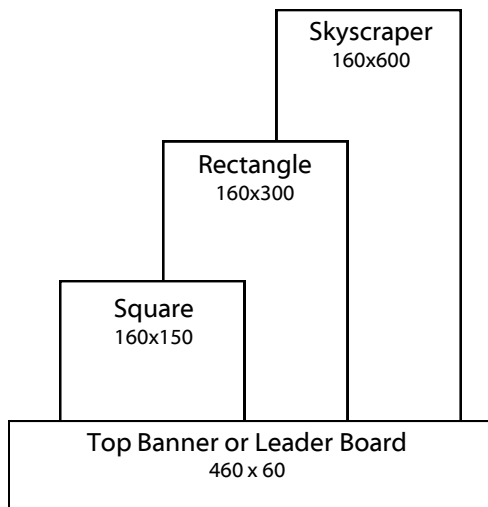 Skyscraper
160x600
Rectangle
160x300
Square
160x150
Top Banner or Leader Board
460 x 60